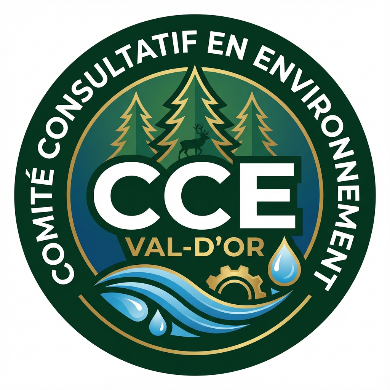 COMITÉ CONSULTATIF EN ENVIRONNEMENT
CCE
VAL-D'OR